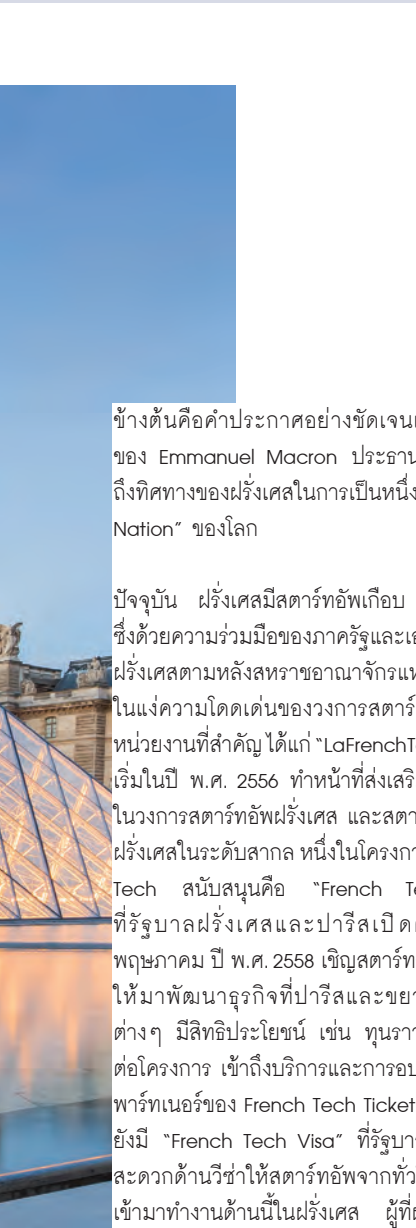 ข้างต้นคือคำประกาศอย่างชัดเจน
ของ Emmanuel Macron ประธาน
ถึงทิศทางของฝรั่งเศสในการเป็นหนึ่ง
Nation” ของโลก
ปัจจุบัน ฝรั่งเศสมีสตาร์ทอัพเกือบ
ซึ่งด้วยความร่วมมือของภาครัฐและเอ
ฝรั่งเศสตามหลังสหราชอาณาจักรแห
ในแง่ความโดดเด่นของวงการสตาร์
หน่วยงานที่สำคัญ ได้แก่ “LaFrenchTe
เริ่มในปี พ.ศ. 2556 ทำหน้าที่ส่งเสริ
ในวงการสตาร์ทอัพฝรั่งเศส และสตา
ฝรั่งเศสในระดับสากล หนึ่งในโครงกา
Tech สนับสนุนคือ “French Te
ที่รัฐบาลฝรั่งเศสและปารีสเปิด
พฤษภาคม ปี พ.ศ. 2558 เชิญสตาร์ท
ให้มาพัฒนาธุรกิจที่ปารีสและขยา
ต่างๆ มีสิทธิประโยชน์ เช่น ทุนรา
ต่อโครงการ เข้าถึงบริการและการอบ
พาร์ทเนอร์ของ French Tech Ticket
ยังมี “French Tech Visa” ที่รัฐบา
สะดวกด้านวีซ่าให้สตาร์ทอัพจากทั่ว
เข้ามาทำงานด้านนี้ในฝรั่งเศส ผู้ที่